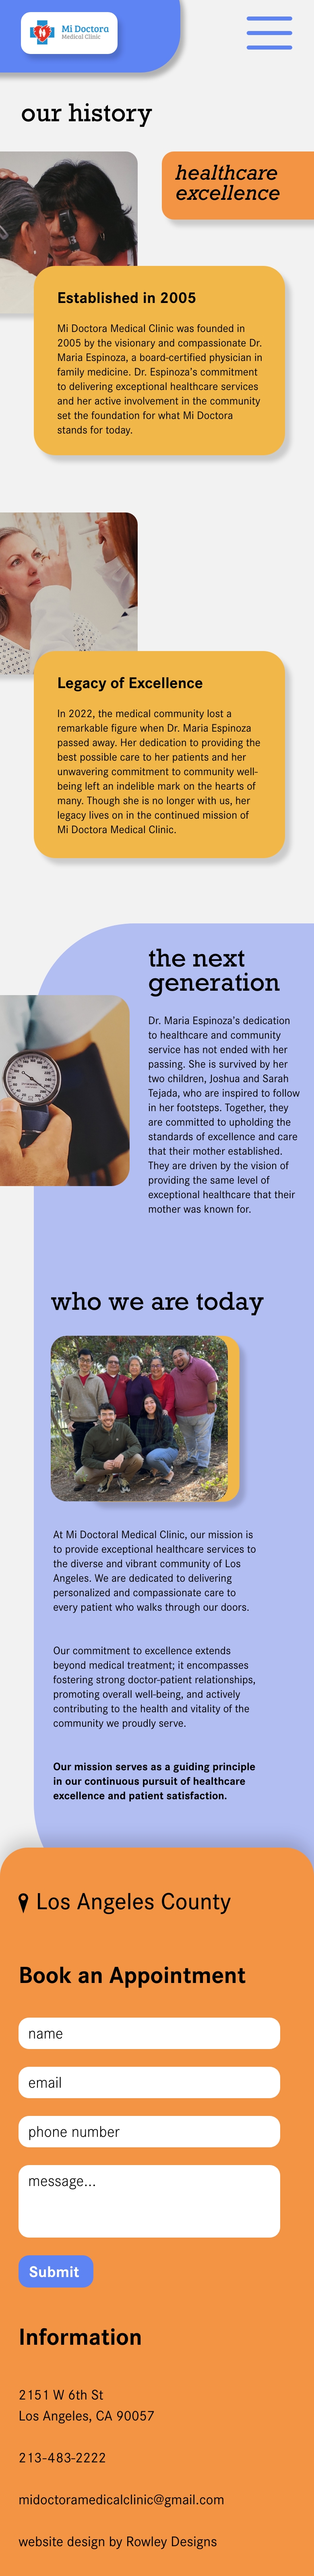 Mi Doctora
Medical Clinic
our history
healthcare
excellence
Established in 2005
Mi Doctora Medical Clinic was founded in
2005 by the visionary and compassionate Dr.
Maria Espinoza, a board-certified physician in
family medicine. Dr. Espinoza's commitment
to delivering exceptional healthcare services
and her active involvement in the community
set the foundation for what Mi Doctora
stands for today.
Legacy of Excellence
In 2022, the medical community lost a
remarkable figure when Dr. Maria Espinoza
passed away. Her dedication to providing the
best possible care to her patients and her
unwavering commitment to community well-
being left an indelible mark on the hearts of
many. Though she is no longer with us, her
legacy lives on in the continued mission of
Mi Doctora Medical Clinic.
the next
generation
Dr. Maria Espinoza's dedication
to healthcare and community
service has not ended with her
passing. She is survived by her
two children, Joshua and Sarah
Tejada, who are inspired to follow
in her footsteps. Together, they
are committed to upholding the
standards of excellence and care
that their mother established.
They are driven by the vision of
providing the same level of
exceptional healthcare that their
mother was known for.
who we are today
At Mi Doctoral Medical Clinic, our mission is
to provide exceptional healthcare services to
the diverse and vibrant community of Los
Angeles. We are dedicated to delivering
personalized and compassionate care to
every patient who walks through our doors.
Our commitment to excellence extends
beyond medical treatment; it encompasses
fostering strong doctor-patient relationships,
promoting overall well-being, and actively
contributing to the health and vitality of the
community we proudly serve.
Our mission serves as a guiding principle
in our continuous pursuit of healthcare
excellence and patient satisfaction.
Los Angeles County
Book an Appointment
name
email
phone number
message...
Submit
Information
2151 W 6th St
Los Angeles, CA 90057
213-483-2222
midoctoramedicalclinic@gmail.com
website design by Rowley Designs